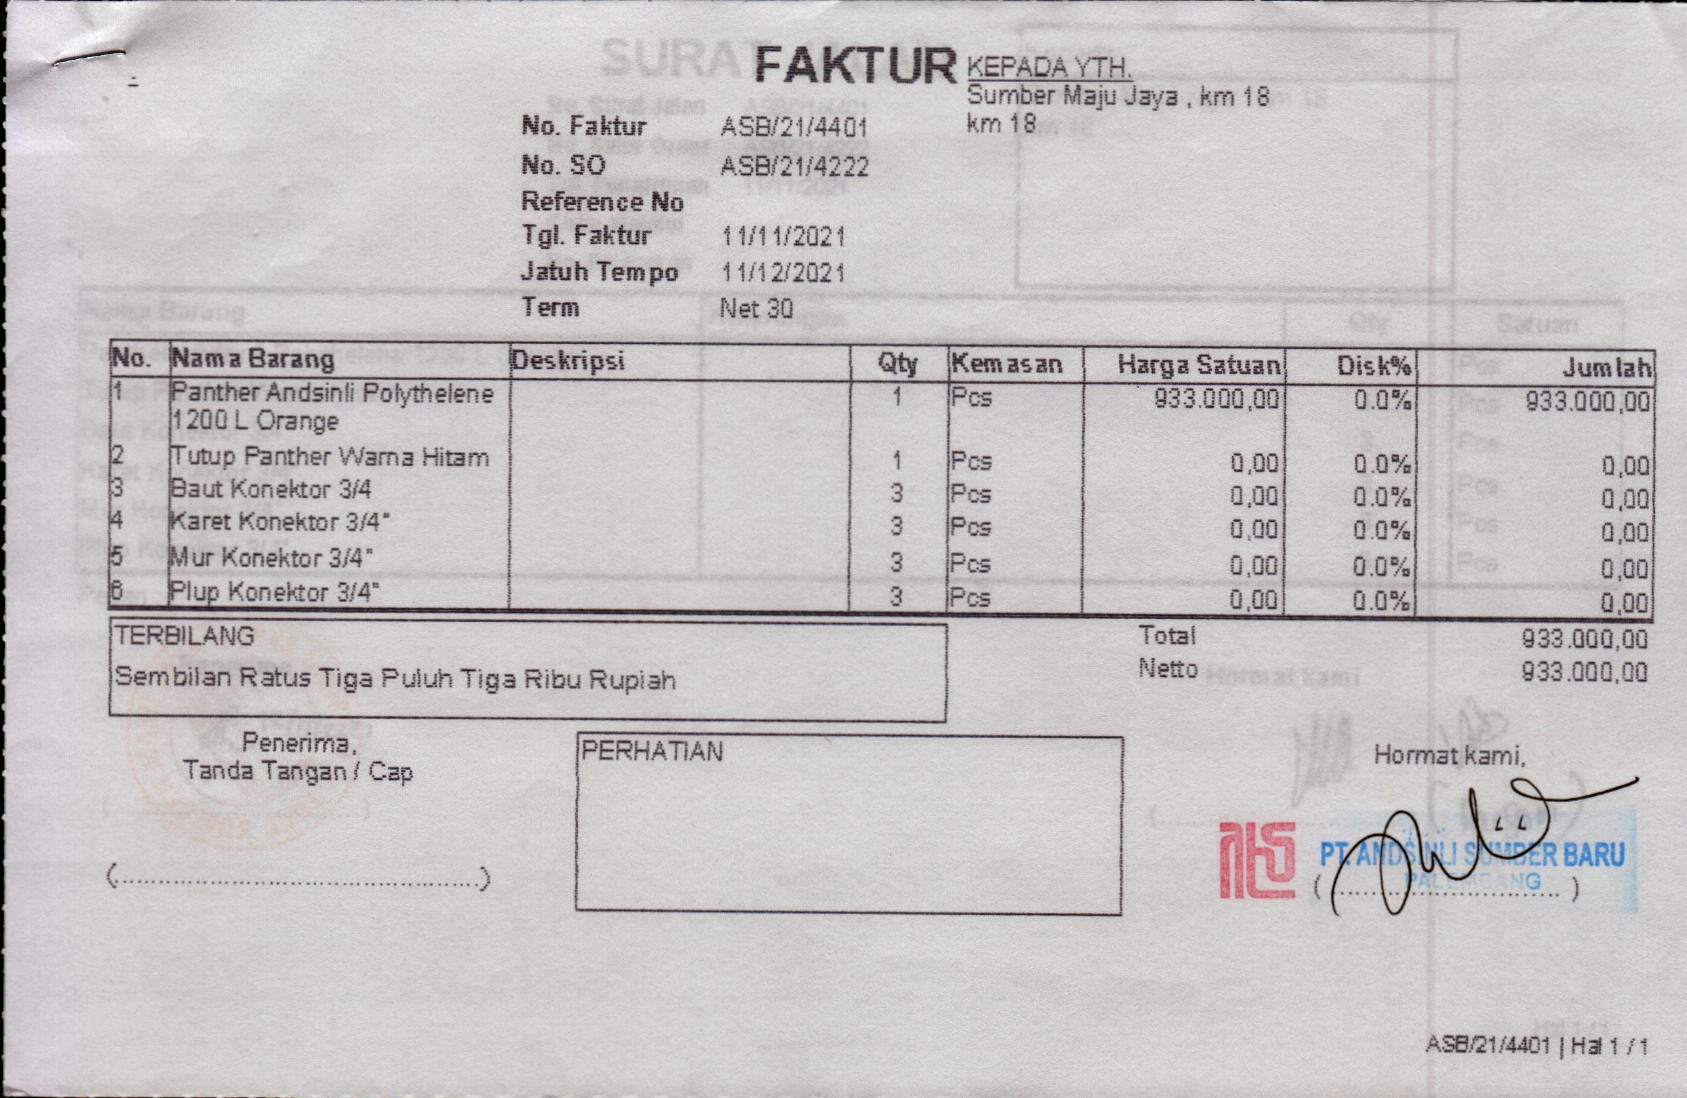 FAKTUR
KEPADA YTH.
Sumber Maju Jaya , km 18
km 18
No. Faktur ASB/21/4401
No. SO ASB/21/4222
Reference No
Tgl. Faktur 11/11/2021
Jatuh Tempo 11/12/2021
Term Net 30
No. Nama Barang Deskripsi Qty Kemasan Harga Satuan Disk% Jumlah
1 Panther Andsinli Polythelene 1 Pcs 933.000,00 0.0% 933.000,00
1200 L Orange
2 Tutup Panther Warna Hitam 1 Pcs 0,00 0.0% 0,00
3 Baut Konektor 3/4 3 Pcs 0,00 0.0% 0,00
4 Karet Konektor 3/4" 3 Pcs 0,00 0.0% 0,00
5 Mur Konektor 3/4" 3 Pcs 0,00 0.0% 0,00
6 Plup Konektor 3/4" 3 Pcs 0,00 0.0% 0,00
TERBILANG
Sembilan Ratus Tiga Puluh Tiga Ribu Rupiah
Total 933.000,00
Netto 933.000,00
Penerima,
Tanda Tangan / Cap
(................................................)
PERHATIAN
Hormat kami,
PT. ANDSINLI SUMBER BARU
PALEMBANG
(..............................)
ASB/21/4401 | Hal 1 / 1